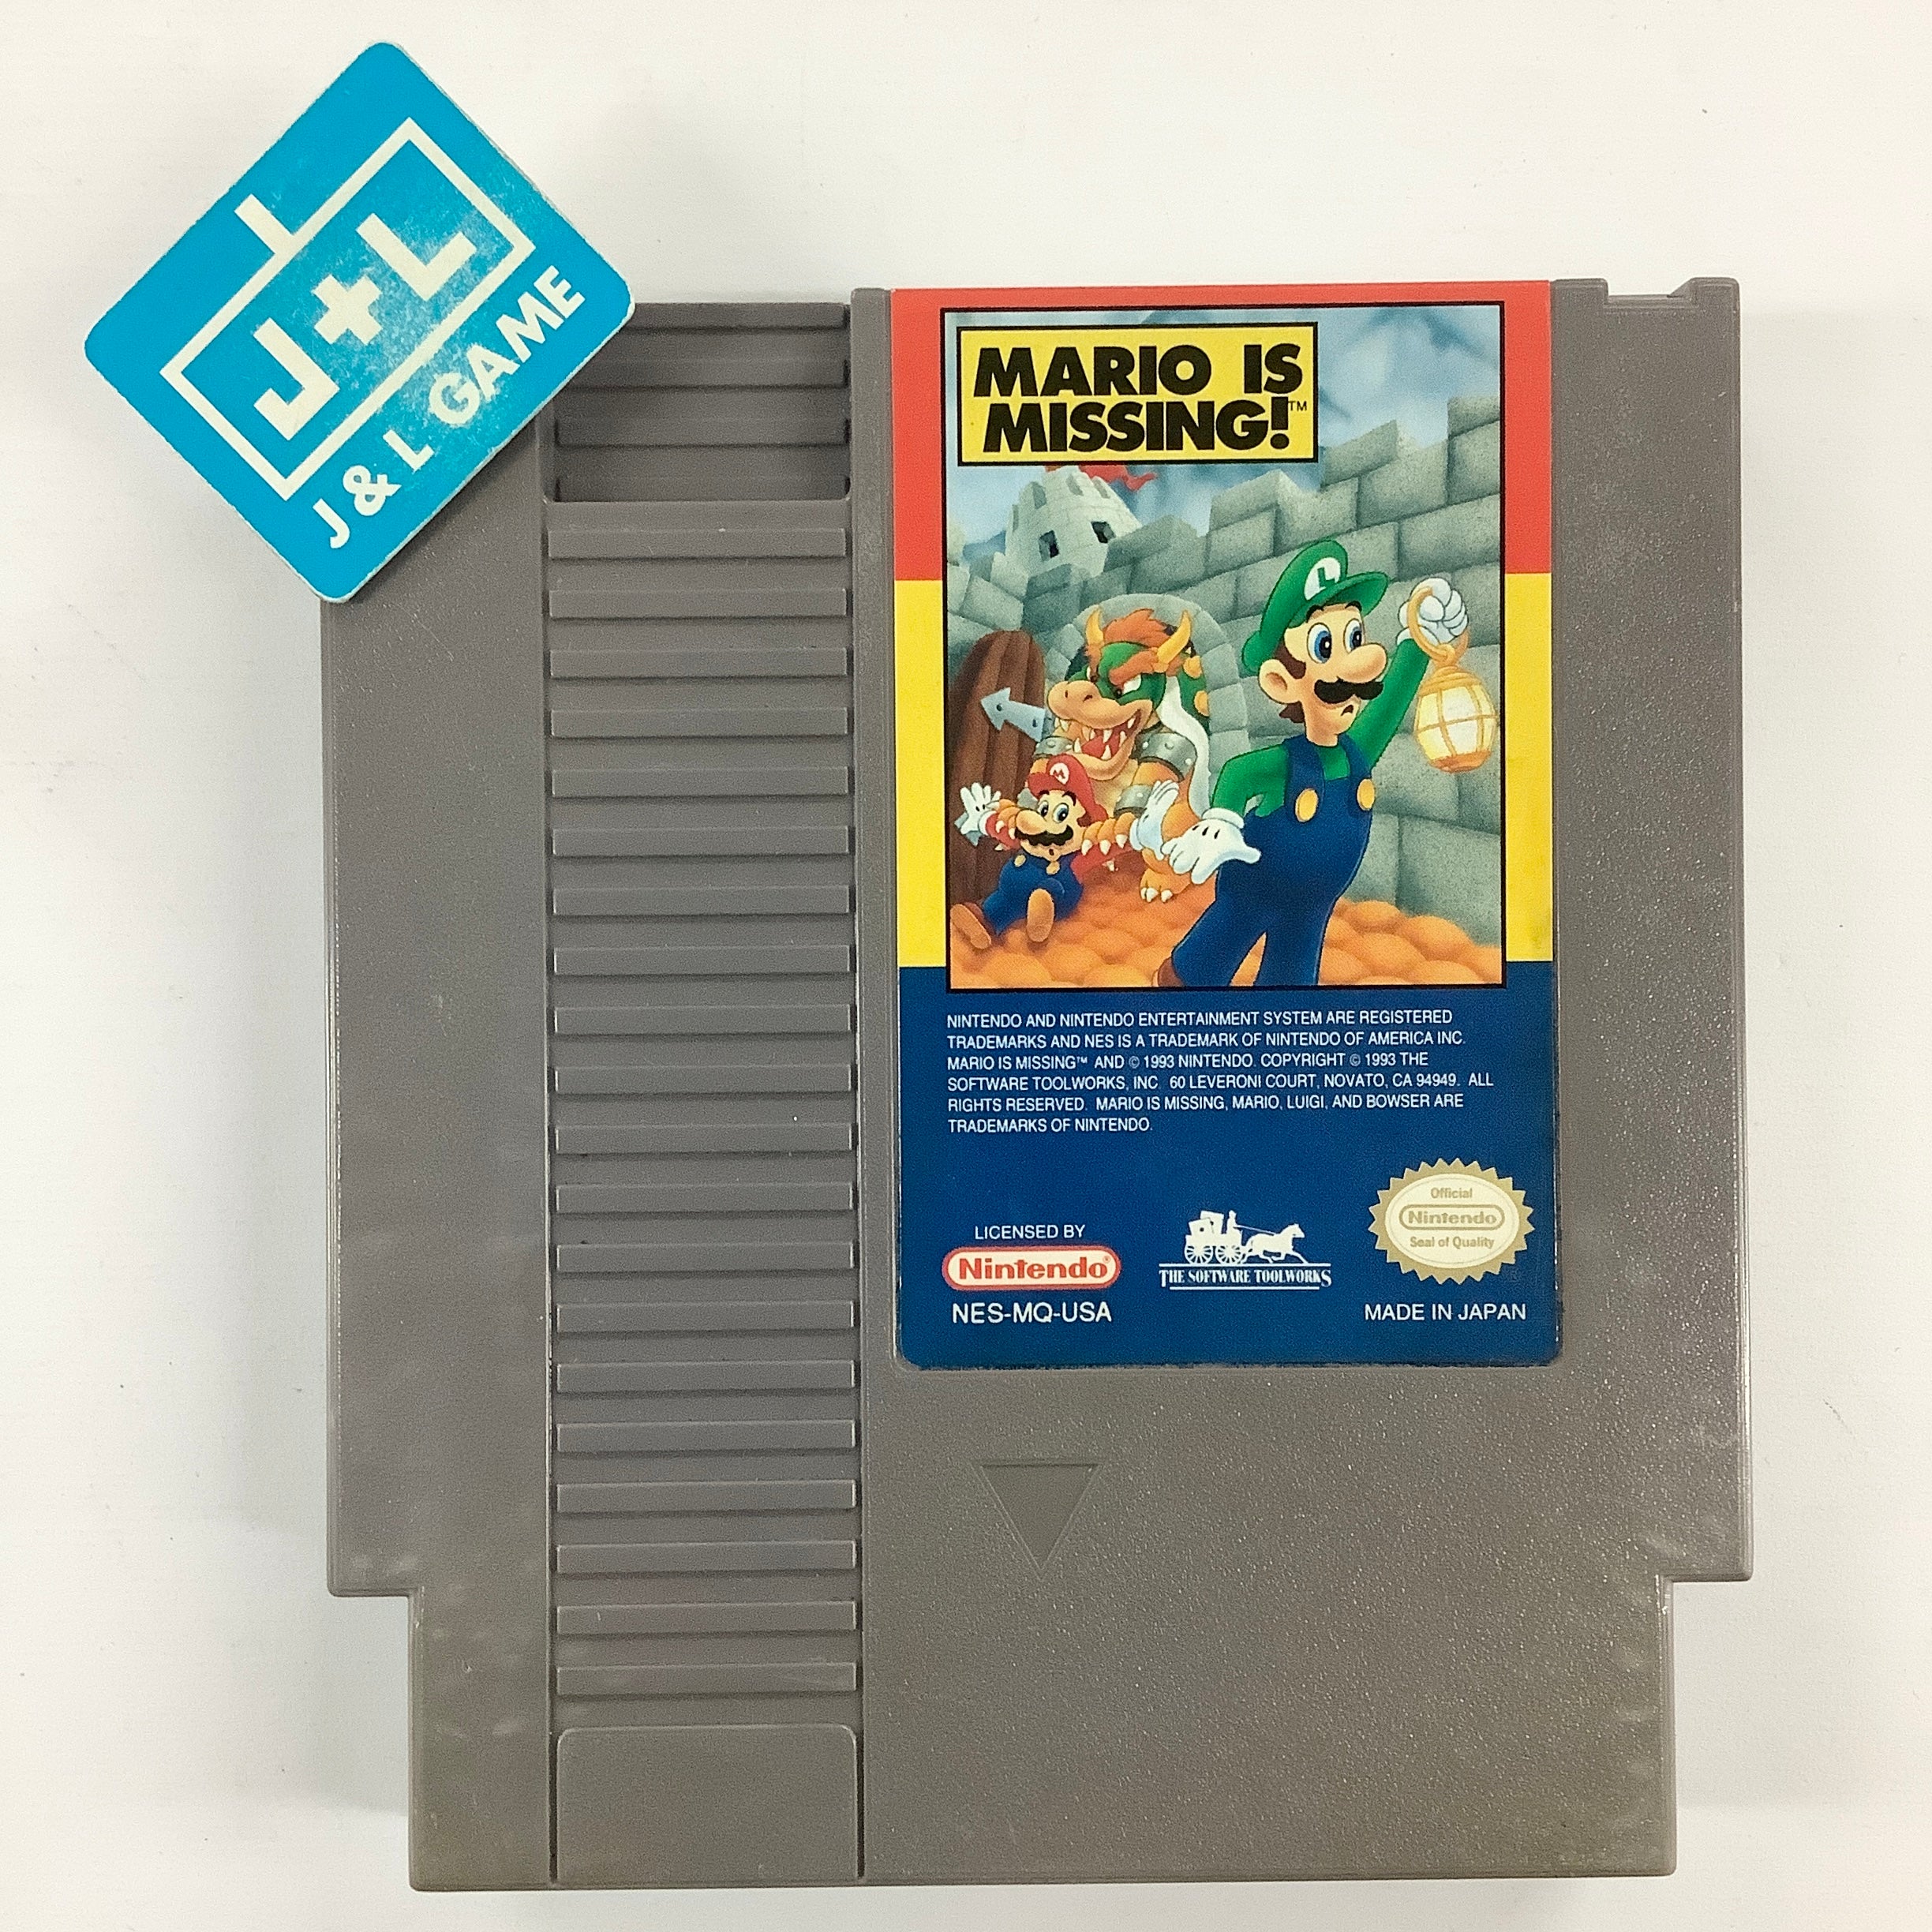 J+L
J & L GAME
MARIO IS
MISSING!™
L
M
NINTENDO AND NINTENDO ENTERTAINMENT SYSTEM ARE REGISTERED
TRADEMARKS AND NES IS A TRADEMARK OF NINTENDO OF AMERICA INC.
MARIO IS MISSING™ AND © 1993 NINTENDO. COPYRIGHT © 1993 THE
SOFTWARE TOOLWORKS, INC. 60 LEVERONI COURT, NOVATO, CA 94949. ALL
RIGHTS RESERVED. MARIO IS MISSING, MARIO, LUIGI, AND BOWSER ARE
TRADEMARKS OF NINTENDO.
LICENSED BY
Nintendo®
NES-MQ-USA
THE SOFTWARE TOOLWORKS
Official
Nintendo
Seal of Quality
®
MADE IN JAPAN